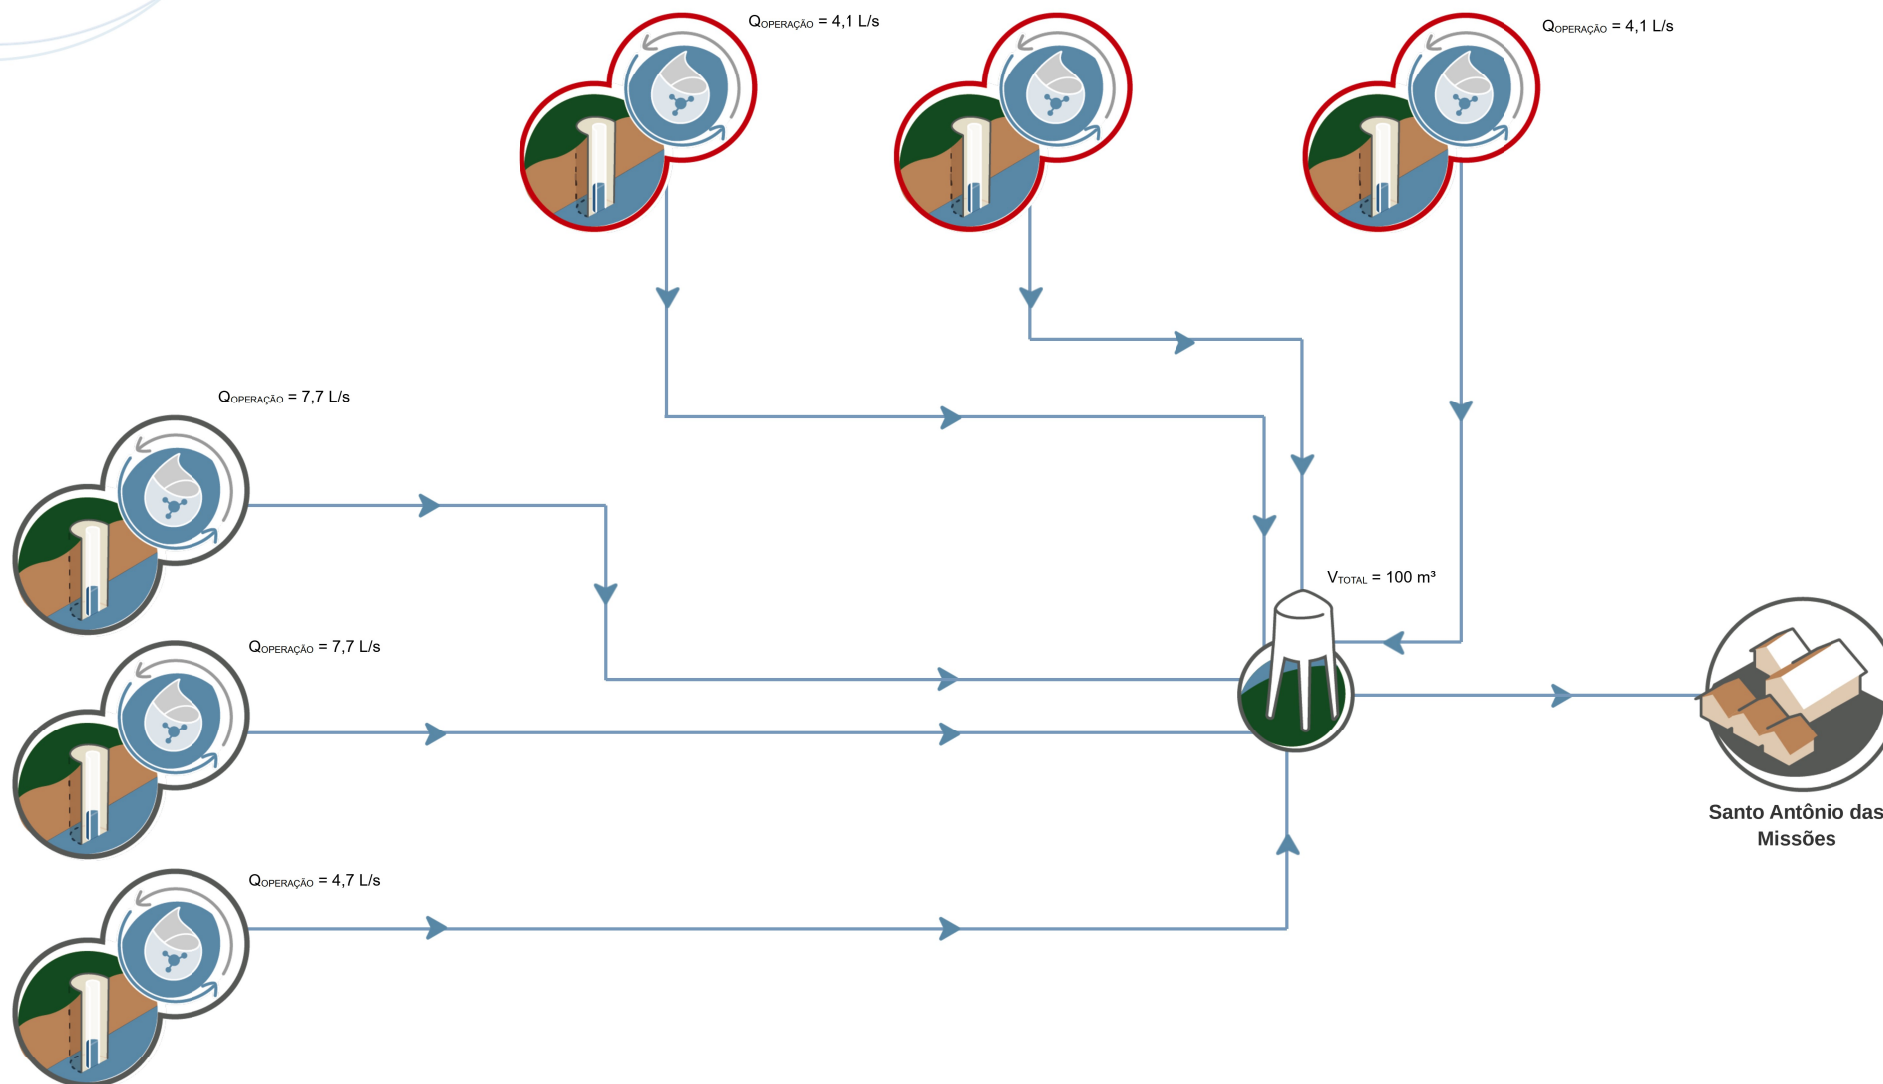 QOPERAÇÃO = 4,1 L/s
QOPERAÇÃO = 4,1 L/s
QOPERAÇÃO = 7,7 L/s
VTOTAL = 100 m³
QOPERAÇÃO = 7,7 L/s
Santo Antônio das
Missões
QOPERAÇÃO = 4,7 L/s